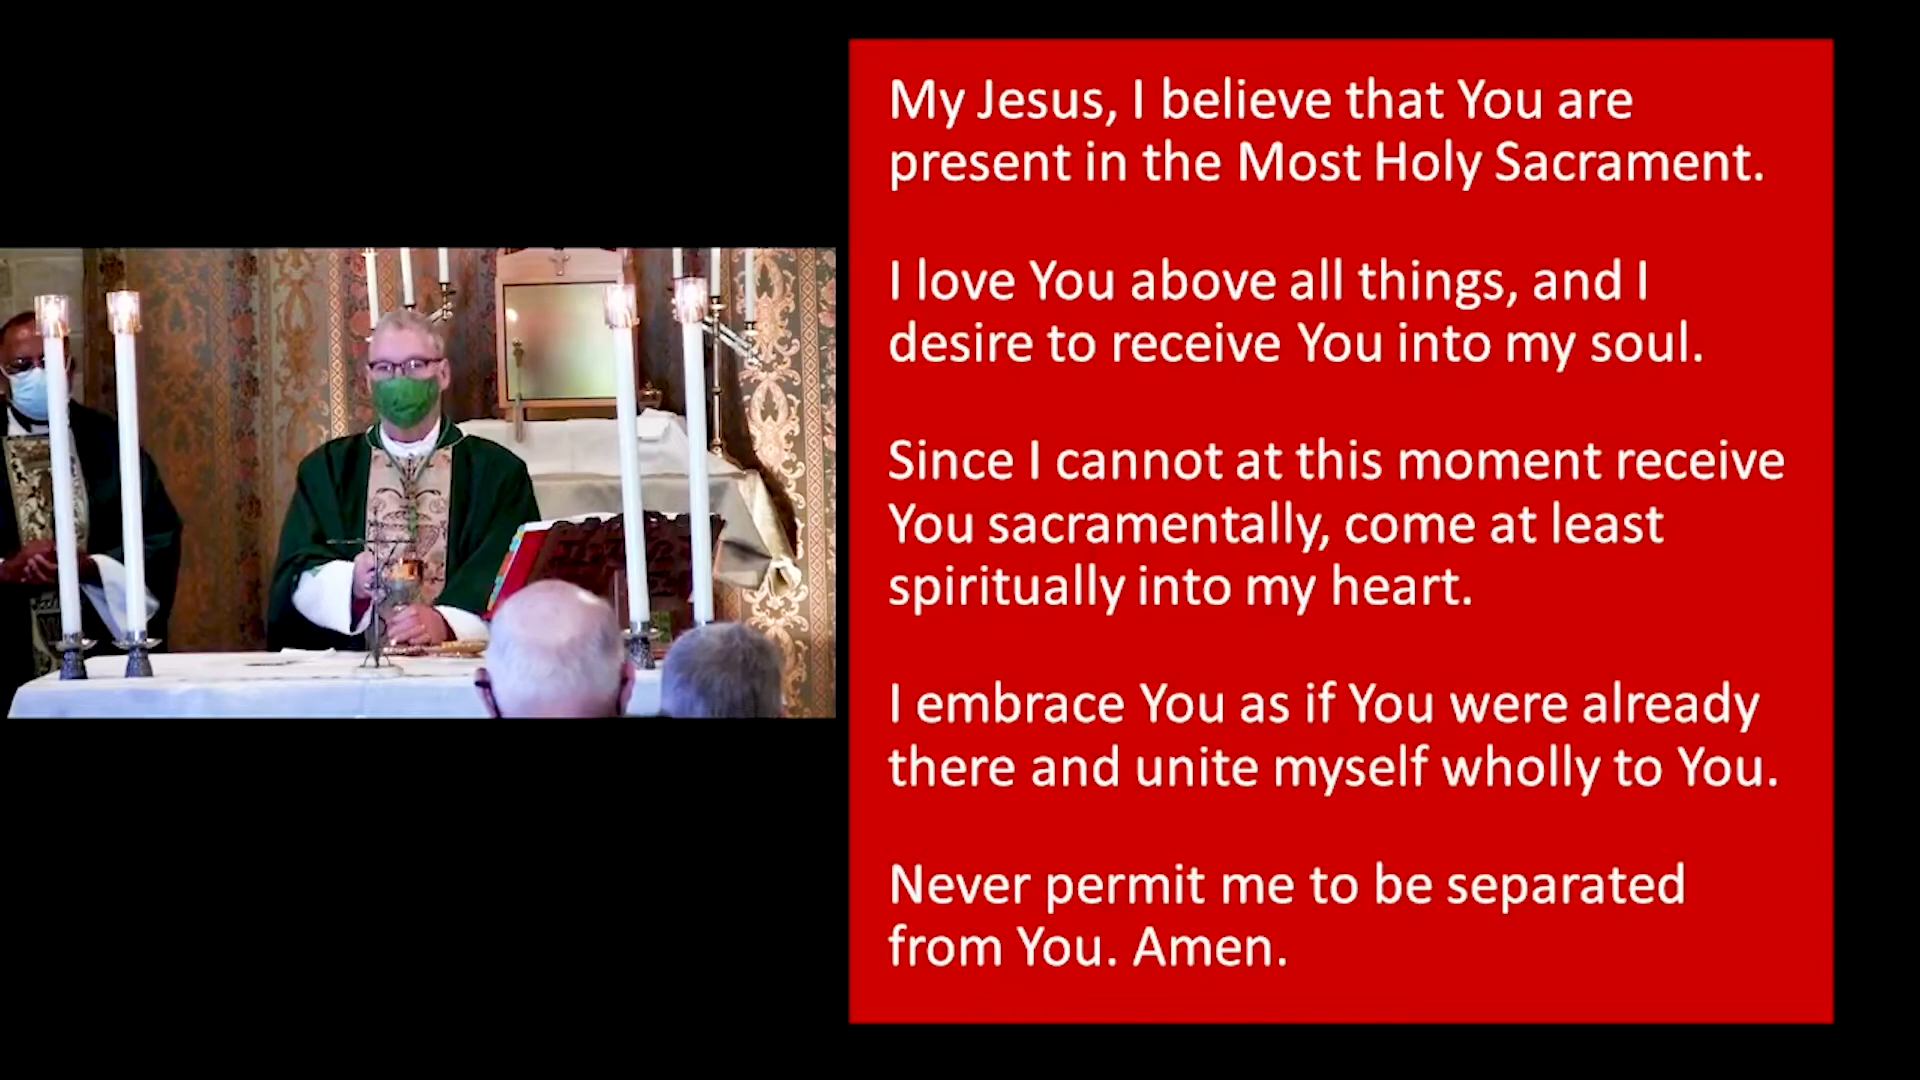 My Jesus, I believe that You are
present in the Most Holy Sacrament.
I love You above all things, and I
desire to receive You into my soul.
Since I cannot at this moment receive
You sacramentally, come at least
spiritually into my heart.
I embrace You as if You were already
there and unite myself wholly to You.
Never permit me to be separated
from You. Amen.